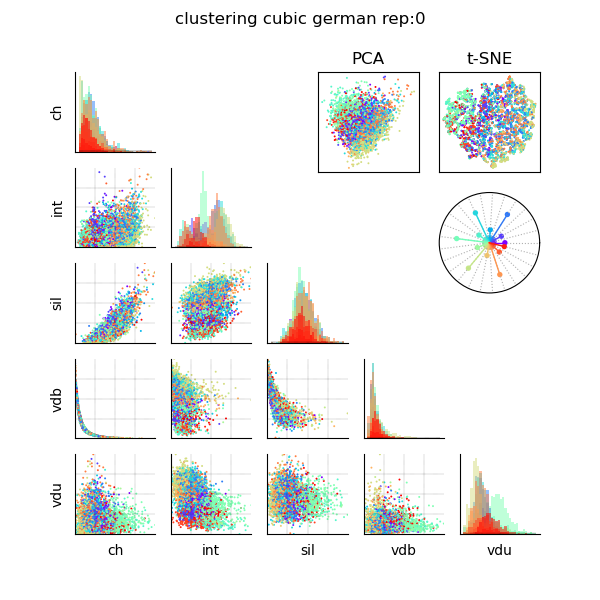 clustering cubic german rep:0
PCA
t-SNE
ch
int
sil
vdb
vdu
ch
int
sil
vdb
vdu